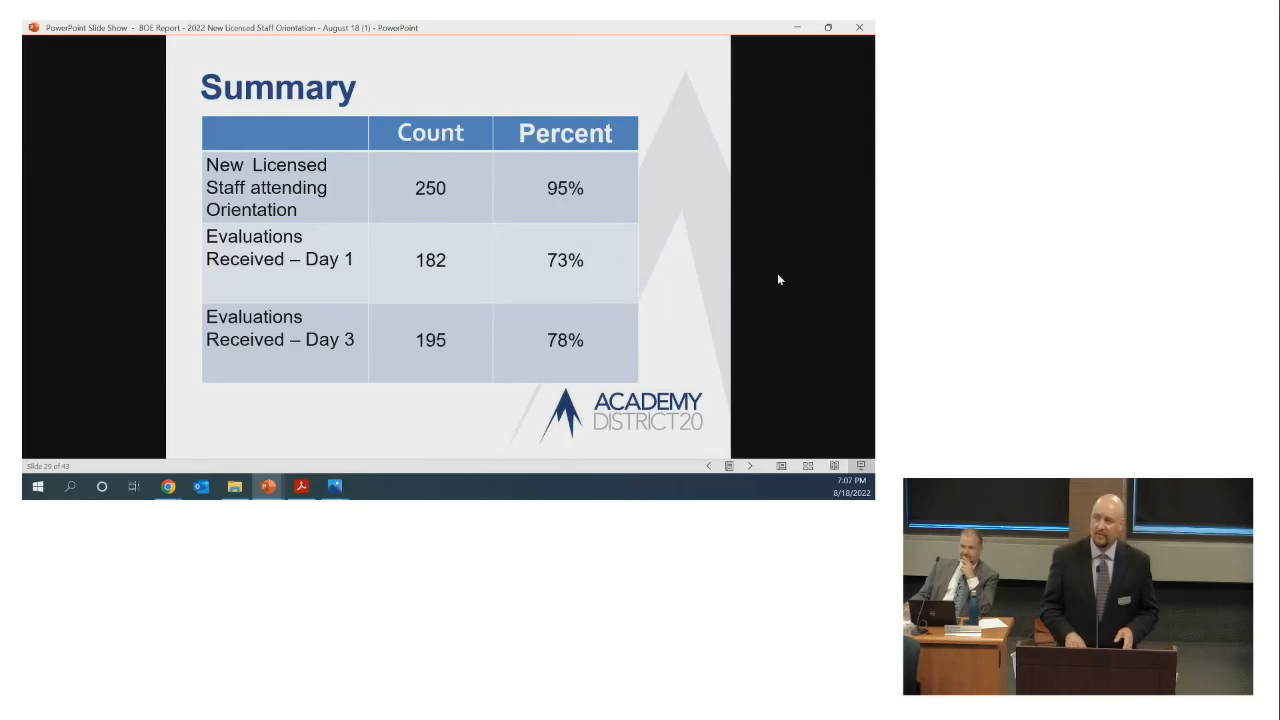 PowerPoint Slide Show - BOE Report - 2022 New Licensed Staff Orientation - August 18 (1) - PowerPoint
Summary
Count
Percent
New Licensed
Staff attending
Orientation
250
95%
Evaluations
Received – Day 1
182
73%
Evaluations
Received – Day 3
195
78%
ACADEMY
DISTRICT20
Slide 29 of 43
7:07 PM
8/18/2022